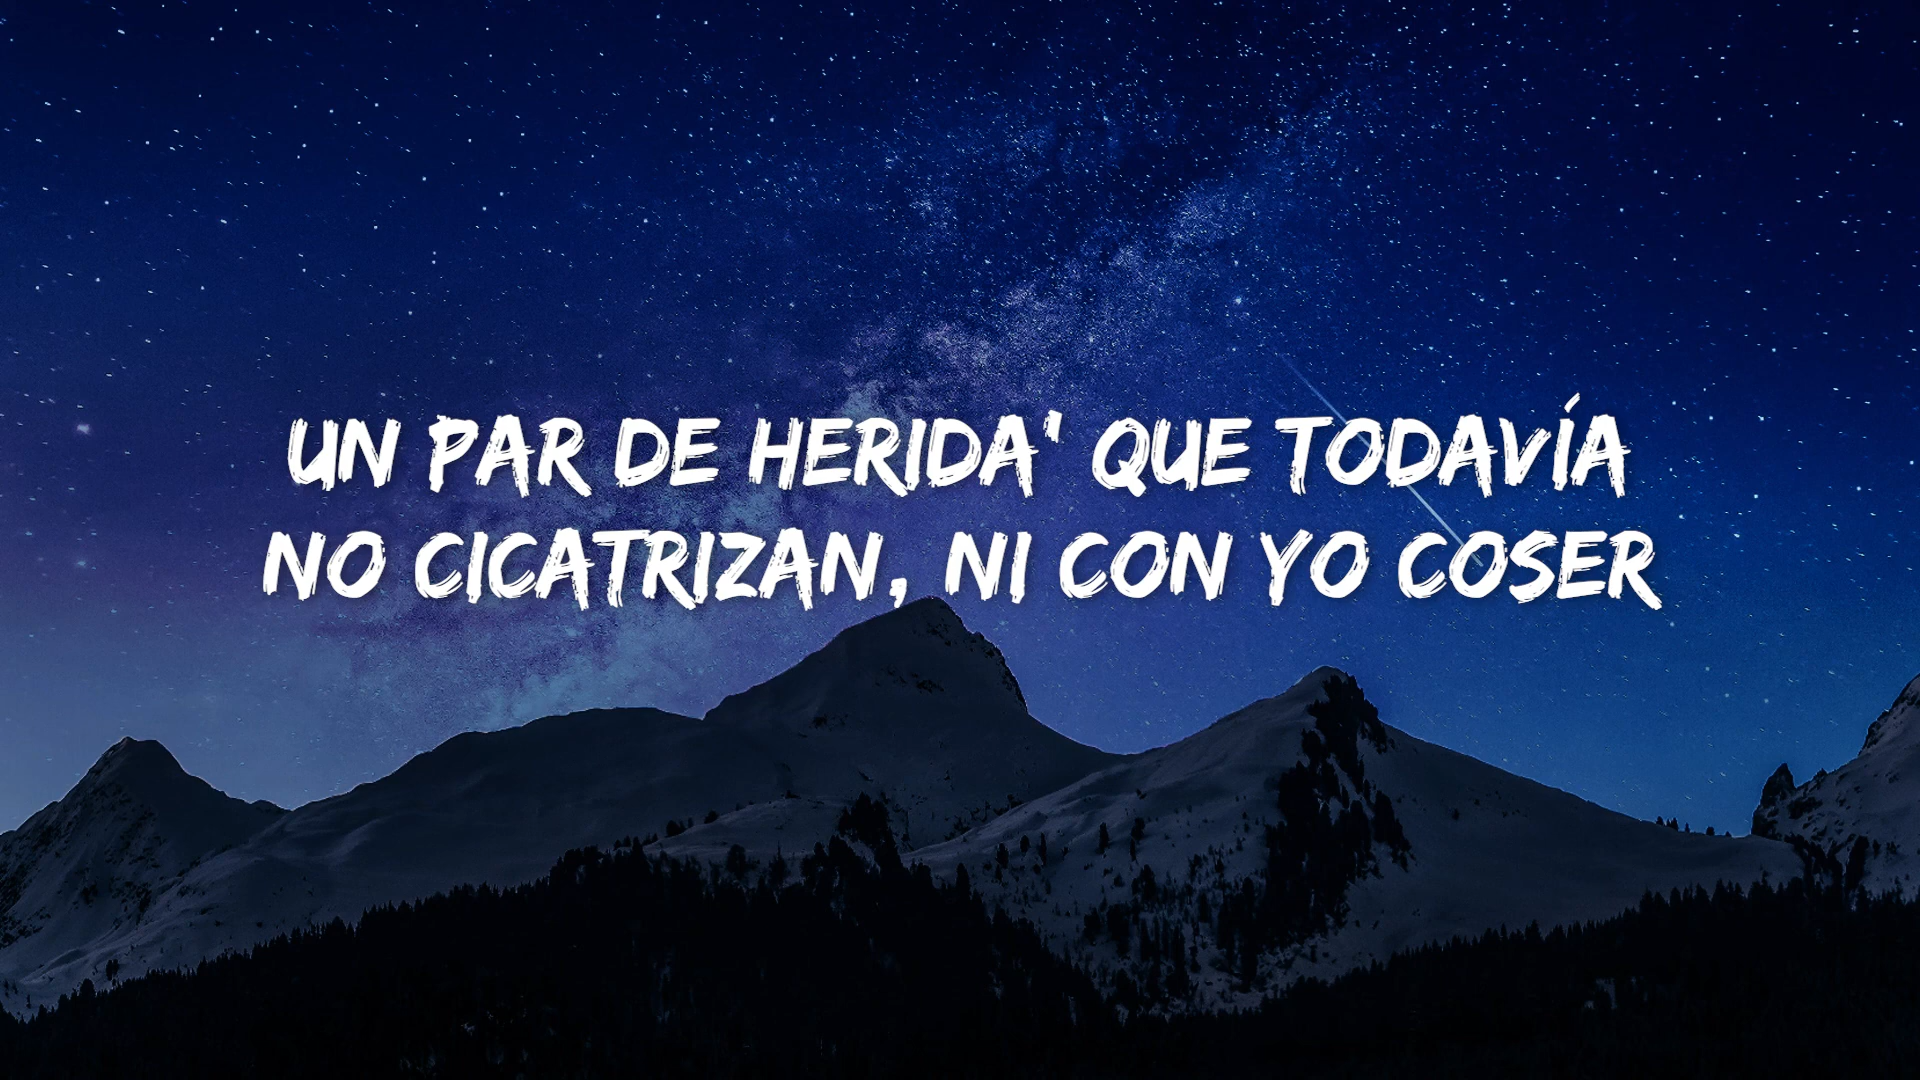 UN PAR DE HERIDA' QUE TODAVÍA
NO CICATRIZAN, NI CON YO COSER